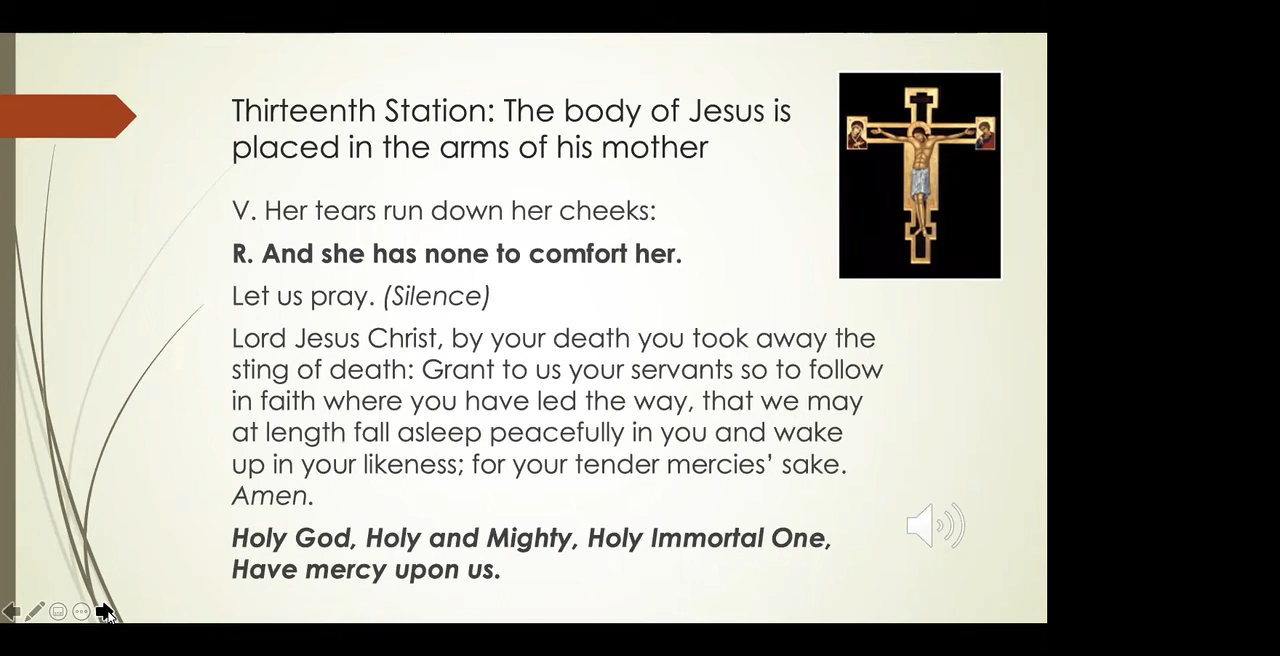 Thirteenth Station: The body of Jesus is
placed in the arms of his mother
V. Her tears run down her cheeks:
R. And she has none to comfort her.
Let us pray. (Silence)
Lord Jesus Christ, by your death you took away the
sting of death: Grant to us your servants so to follow
in faith where you have led the way, that we may
at length fall asleep peacefully in you and wake
up in your likeness; for your tender mercies’ sake.
Amen.
Holy God, Holy and Mighty, Holy Immortal One,
Have mercy upon us.